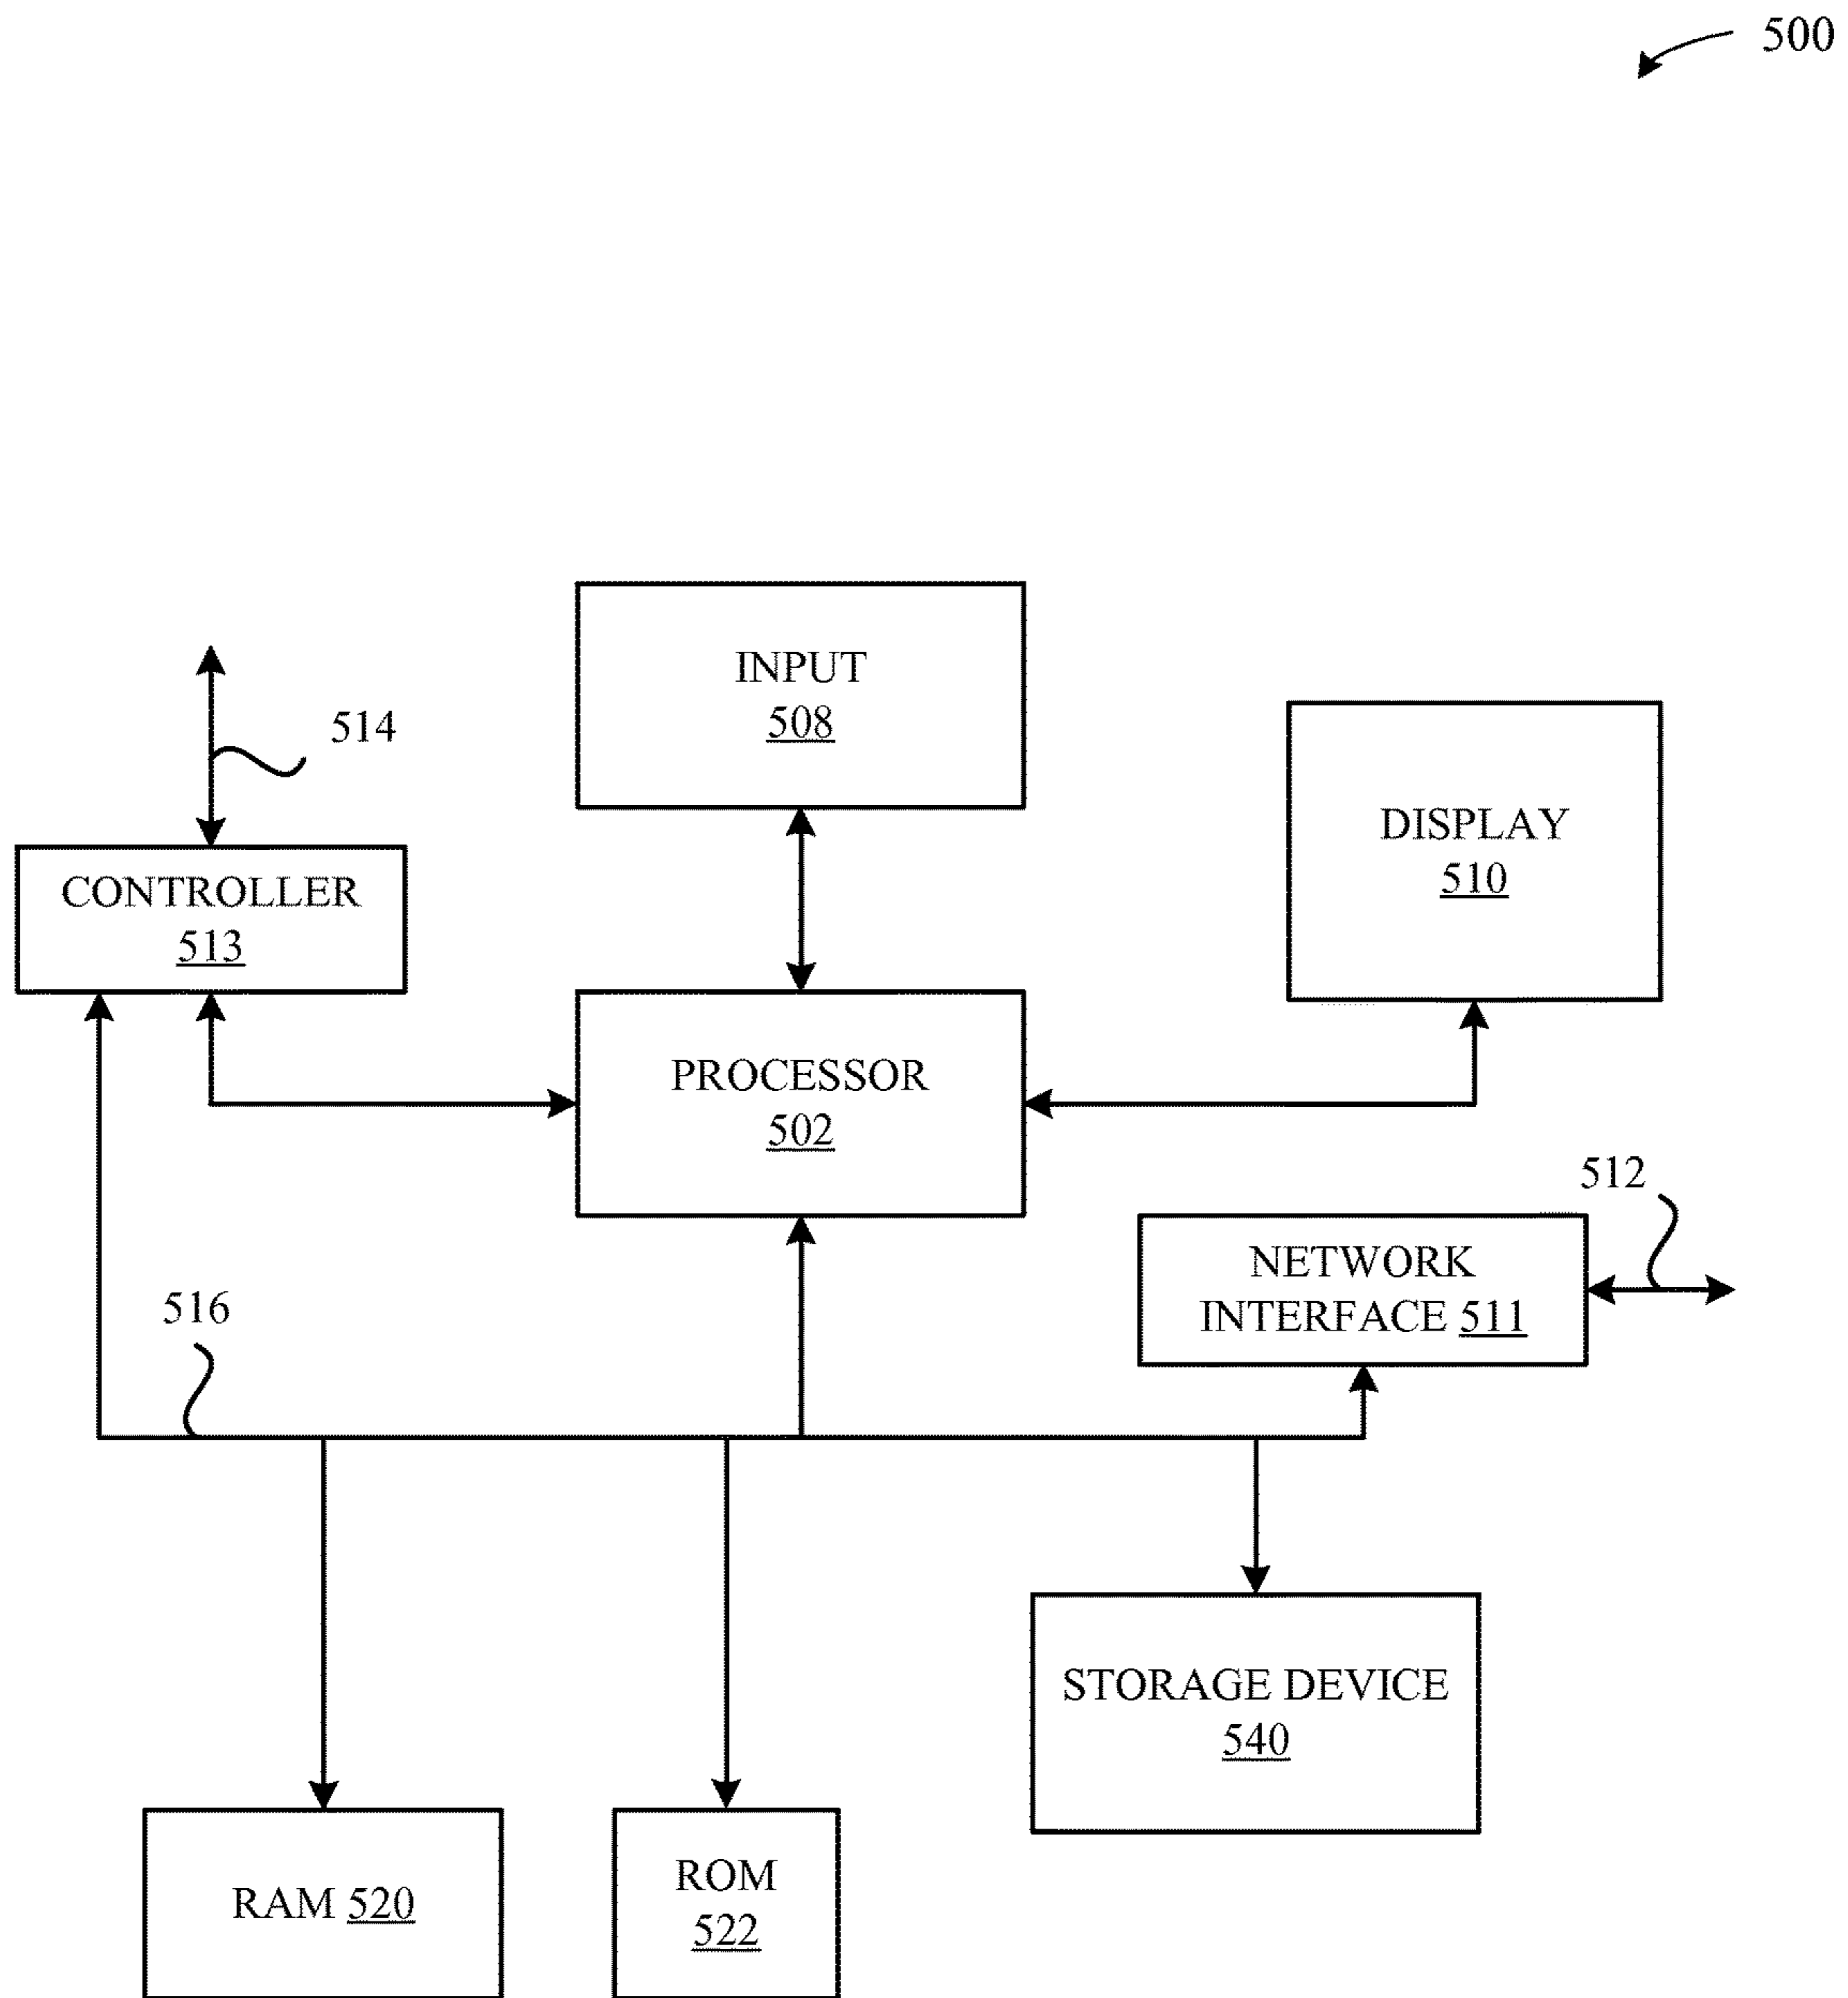 500
INPUT
508
514
DISPLAY
510
CONTROLLER
513
PROCESSOR
502
512
NETWORK
INTERFACE 511
516
STORAGE DEVICE
540
RAM 520
ROM
522